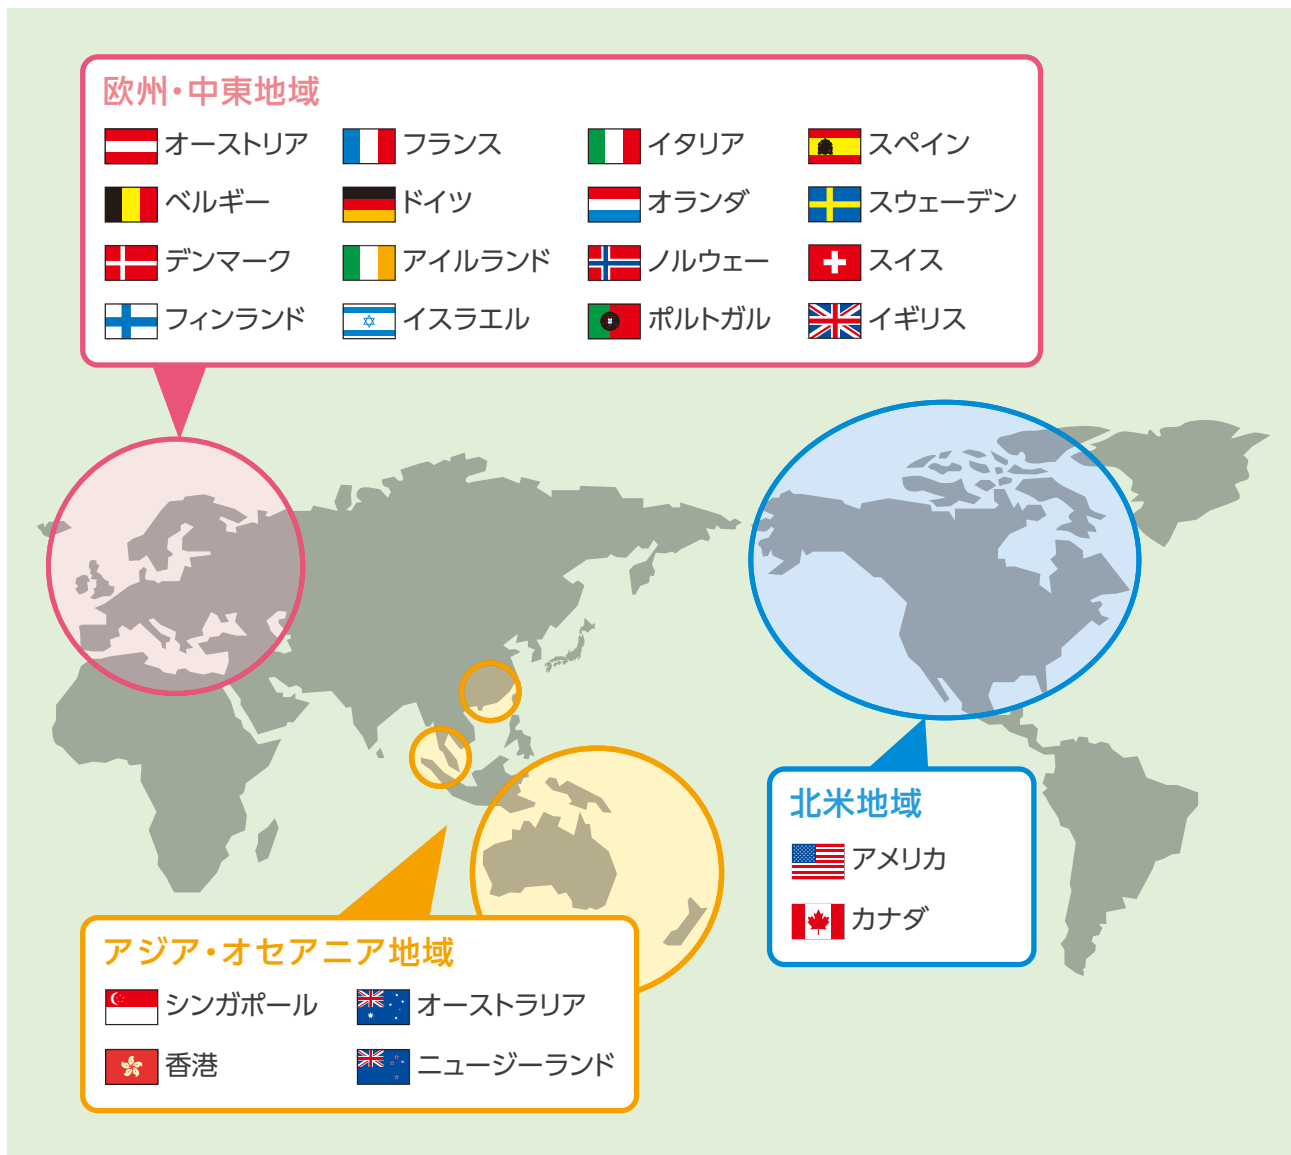 欧州・中東地域
オーストリア フランス イタリア スペイン
ベルギー ドイツ オランダ スウェーデン
デンマーク アイルランド ノルウェー スイス
フィンランド イスラエル ポルトガル イギリス
北米地域
アメリカ
カナダ
アジア・オセアニア地域
シンガポール オーストラリア
香港 ニュージーランド